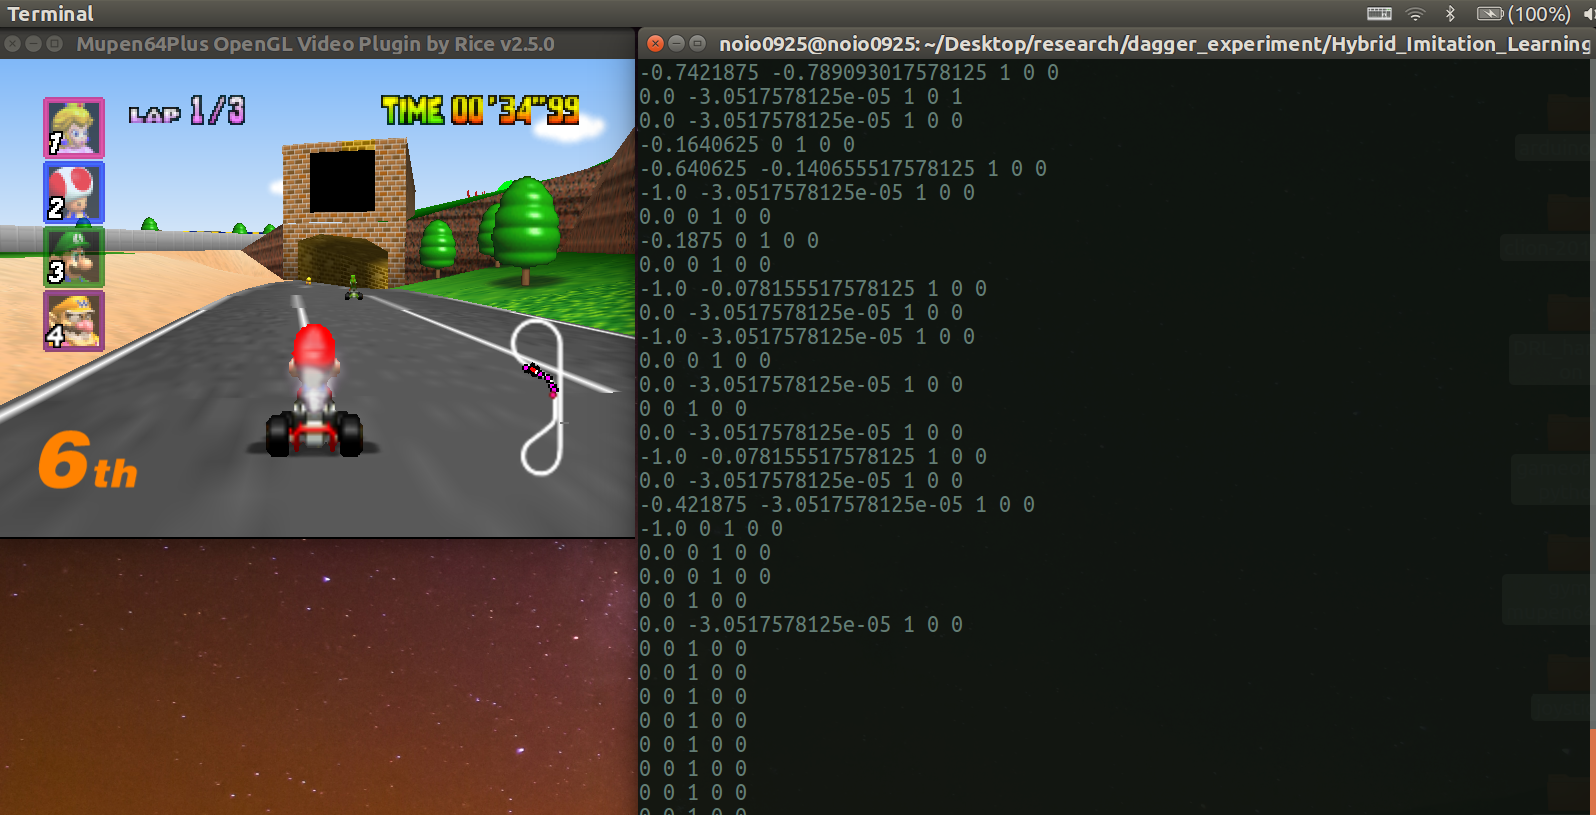 Terminal
(100%)
Mupen64Plus OpenGL Video Plugin by Rice v2.5.0
LAP 1/3
TIME 00'34"99
1
2
3
4
6th
noio0925@noio0925: ~/Desktop/research/dagger_experiment/Hybrid_Imitation_Learning
-0.7421875 -0.789093017578125 1 0 0
0.0 -3.0517578125e-05 1 0 1
0.0 -3.0517578125e-05 1 0 0
-0.1640625 0 1 0 0
-0.640625 -0.140655517578125 1 0 0
-1.0 -3.0517578125e-05 1 0 0
0.0 0 1 0 0
-0.1875 0 1 0 0
0.0 0 1 0 0
-1.0 -0.078155517578125 1 0 0
0.0 -3.0517578125e-05 1 0 0
-1.0 -3.0517578125e-05 1 0 0
0.0 0 1 0 0
0.0 -3.0517578125e-05 1 0 0
0 0 1 0 0
0.0 -3.0517578125e-05 1 0 0
-1.0 -0.078155517578125 1 0 0
0.0 -3.0517578125e-05 1 0 0
-0.421875 -3.0517578125e-05 1 0 0
-1.0 0 1 0 0
0.0 0 1 0 0
0.0 0 1 0 0
0 0 1 0 0
0.0 -3.0517578125e-05 1 0 0
0 0 1 0 0
0 0 1 0 0
0 0 1 0 0
0 0 1 0 0
0 0 1 0 0
0 0 1 0 0
0 0 1 0 0